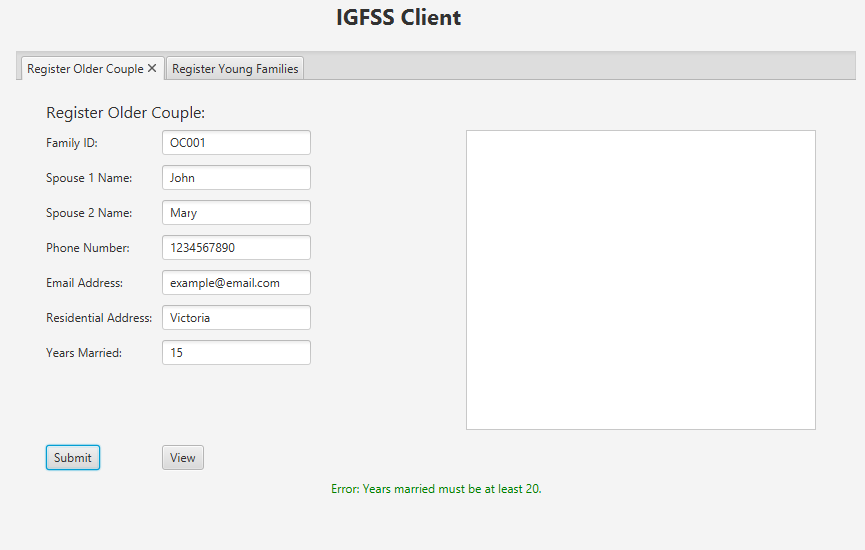 IGFSS Client
Register Older Couple ✕ Register Young Families
Register Older Couple:
Family ID: OC001
Spouse 1 Name: John
Spouse 2 Name: Mary
Phone Number: 1234567890
Email Address: example@email.com
Residential Address: Victoria
Years Married: 15
Submit View
Error: Years married must be at least 20.